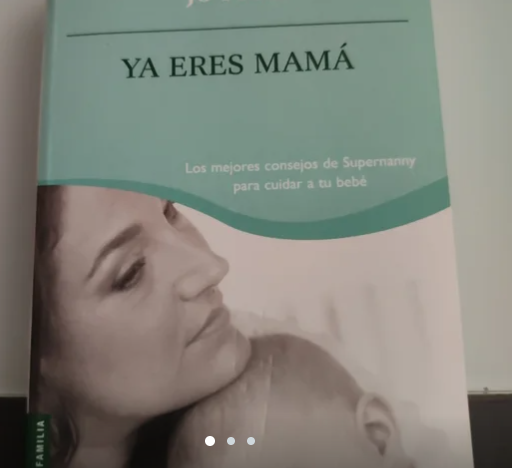 YA ERES MAMÁ
Los mejores consejos de Supernanny
para cuidar a tu bebé
FAMILIA